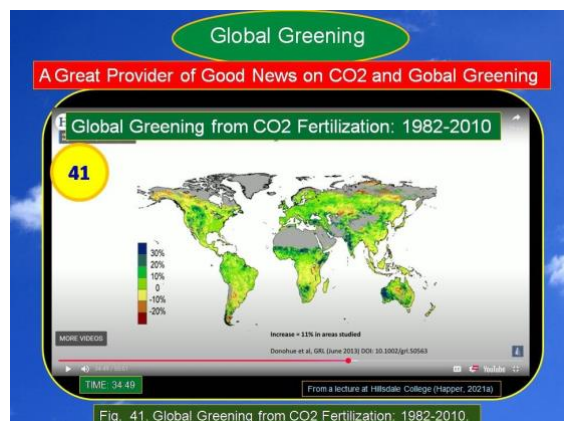 Global Greening
A Great Provider of Good News on CO2 and Gobal Greening
Global Greening from CO2 Fertilization: 1982-2010
41
30%
20%
10%
0
-10%
-20%
Increase = 11% in areas studied
MORE VIDEOS
Donohue et al, GRL (June 2013) DOI: 10.1002/grl.50563
YouTube
TIME: 34:49
From a lecture at Hillsdale College (Happer, 2021a)
Fig. 41. Global Greening from CO2 Fertilization: 1982-2010.